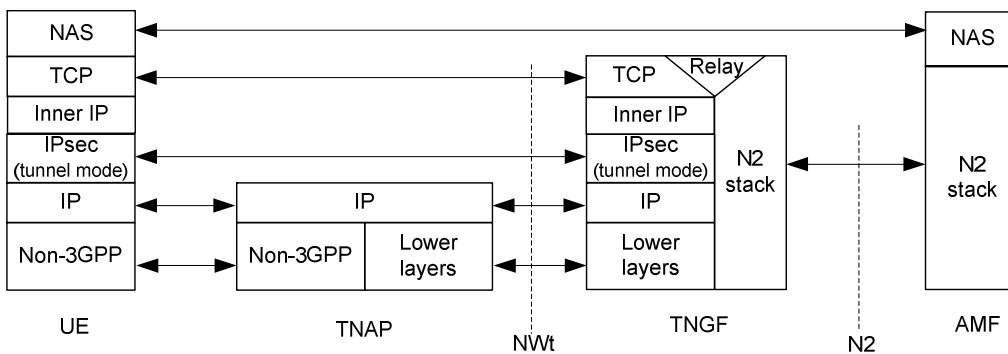 NAS
TCP
Inner IP
IPsec
(tunnel mode)
IP
Non-3GPP
UE
IP
Non-3GPP
Lower
layers
TNAP
NWt
TCP
Relay
Inner IP
IPsec
(tunnel mode)
IP
Lower
layers
N2
stack
TNGF
N2
NAS
N2
stack
AMF